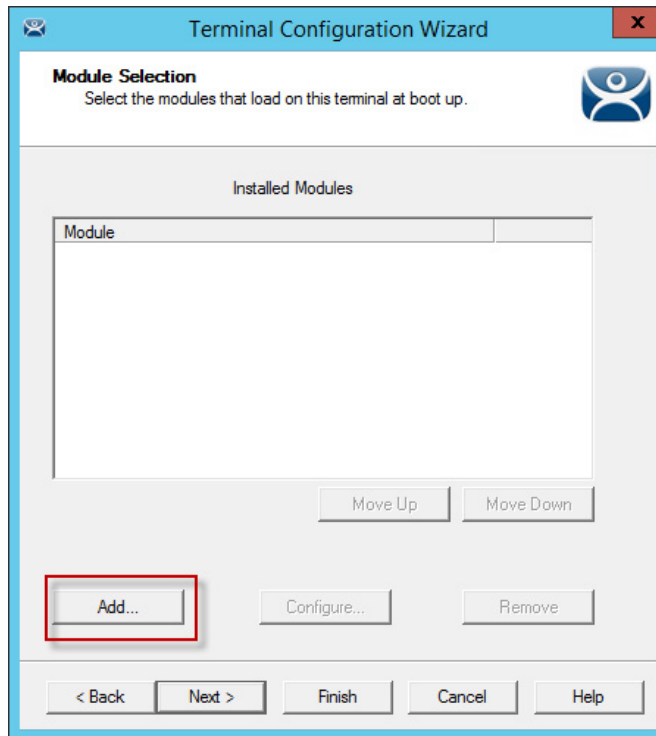 Terminal Configuration Wizard
x
Module Selection
Select the modules that load on this terminal at boot up.
Installed Modules
Module
Move Up Move Down
Add... Configure... Remove
< Back Next > Finish Cancel Help